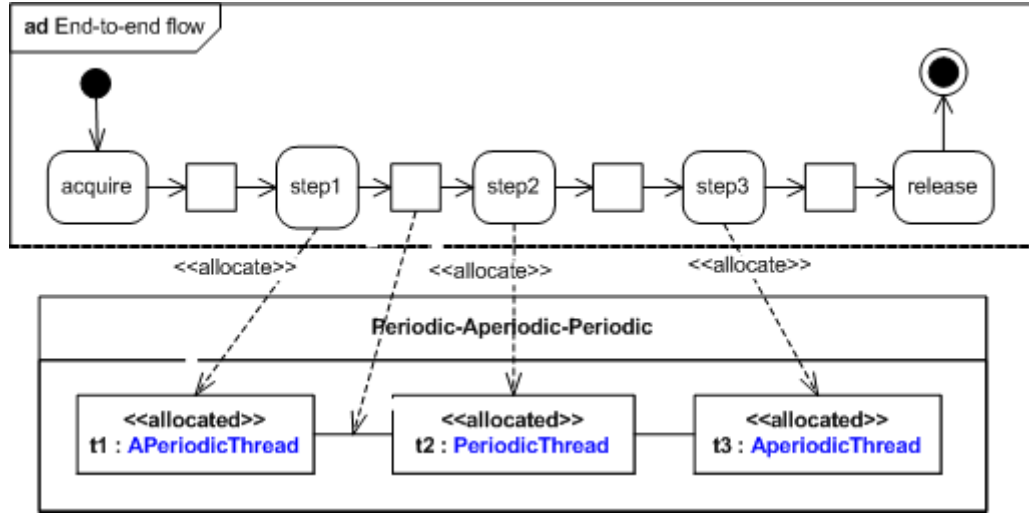 ad End-to-end flow
acquire
step1
step2
step3
release
<<allocate>>
<<allocate>>
<<allocate>>
Periodic-Aperiodic-Periodic
<<allocated>>
t1 : APeriodicThread
<<allocated>>
t2 : PeriodicThread
<<allocated>>
t3 : AperiodicThread